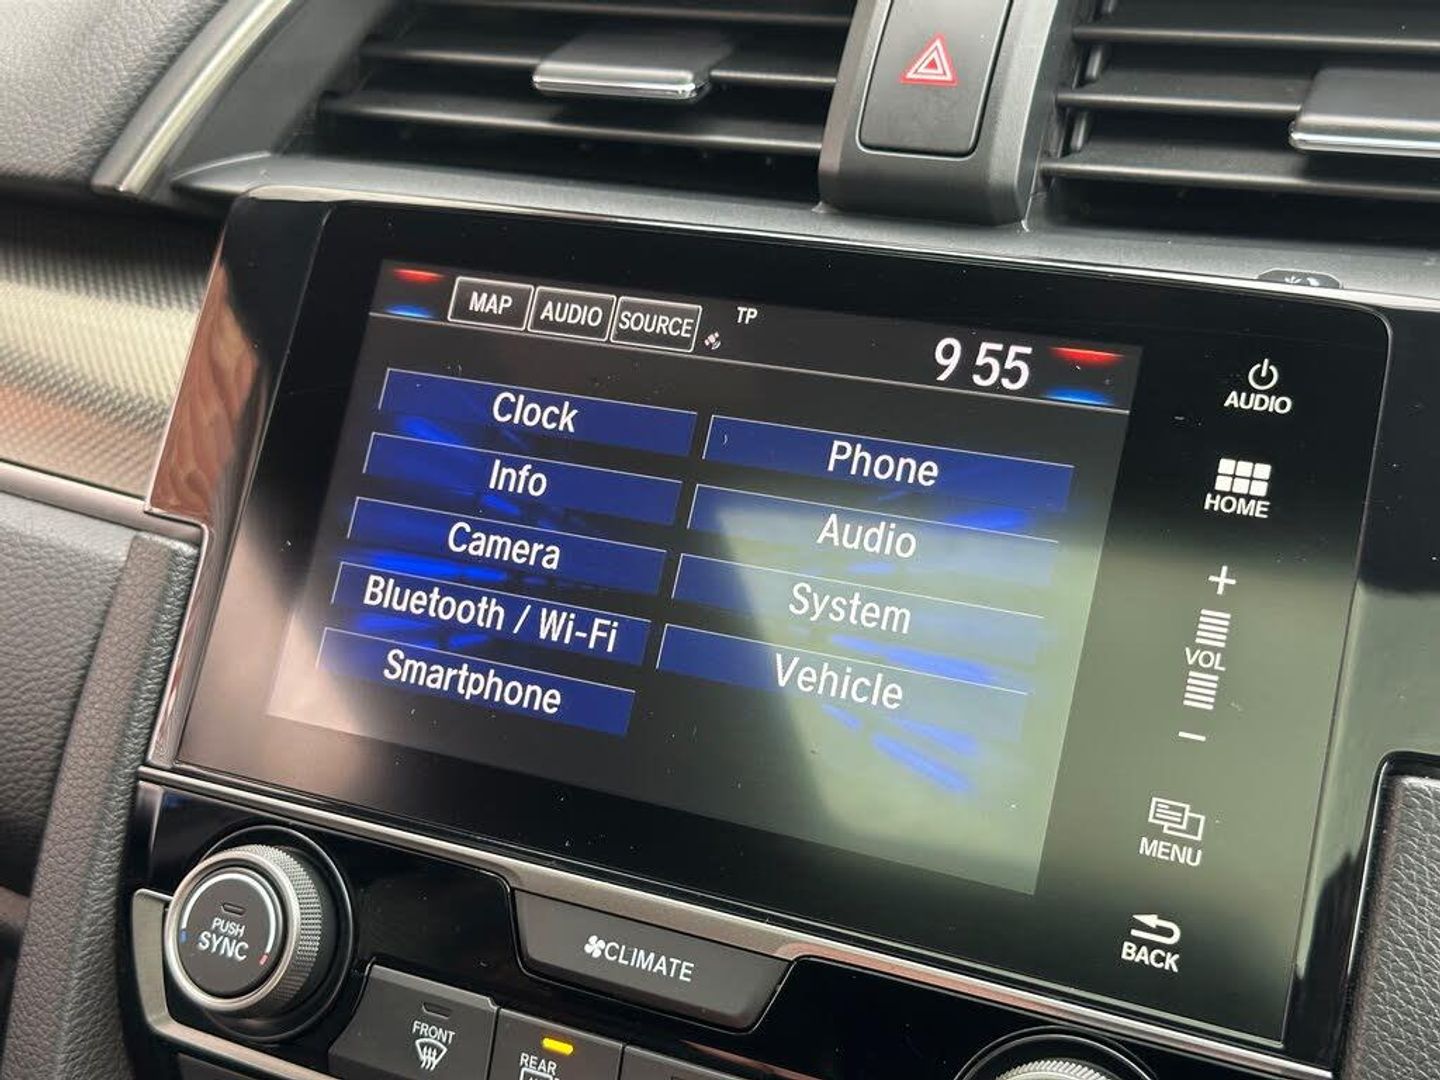 MAP AUDIO SOURCE TP 9 55
Clock
Phone
Info
Audio
Camera
System
Bluetooth / Wi-Fi
Vehicle
Smartphone
AUDIO
HOME
+
VOL
−
MENU
BACK
PUSH
SYNC
CLIMATE
FRONT
REAR